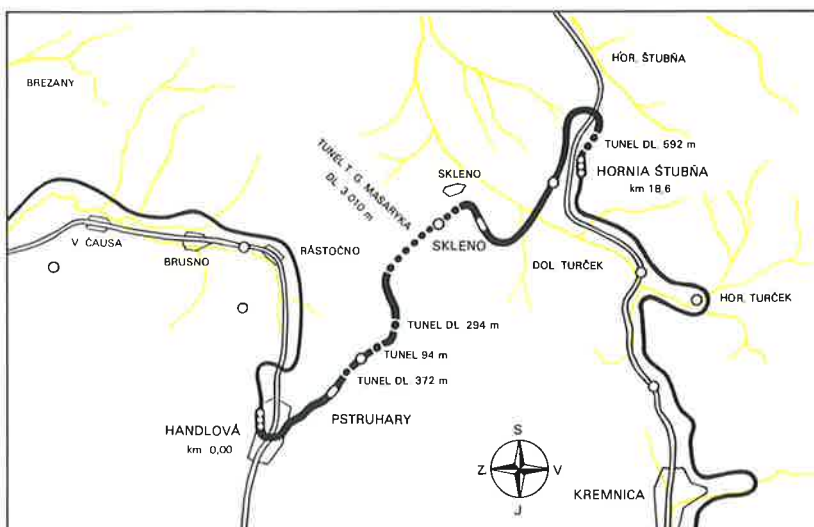 HOR. ŠTUBŇA
BREZANY
TUNEL DL. 592 m
TUNEL T. G. MASARYKA
DL. 3 010 m
SKLENO
HORNIA ŠTUBŇA
km 18,6
V. ČAUSA
BRUSNO
RÁSTOČNO
SKLENO
DOL. TURČEK
HOR. TURČEK
TUNEL DL. 294 m
TUNEL 94 m
TUNEL DL. 372 m
PSTRUHARY
HANDLOVÁ
km 0,00
S
Z
V
J
KREMNICA